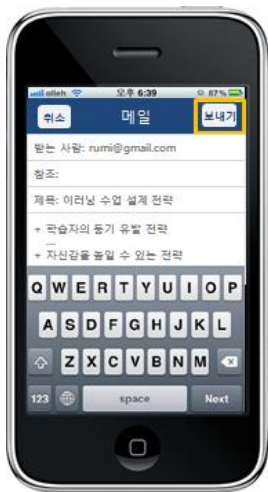 olleh 오후 6:39 87%
취소 메일 보내기
받는 사람: rumi@gmail.com
참조:
제목: 이러닝 수업 설계 전략
+ 학습자의 동기 유발 전략
...
+ 자신감을 높일 수 있는 전략
Q W E R T Y U I O P
A S D F G H J K L
Z X C V B N M
123 space Next